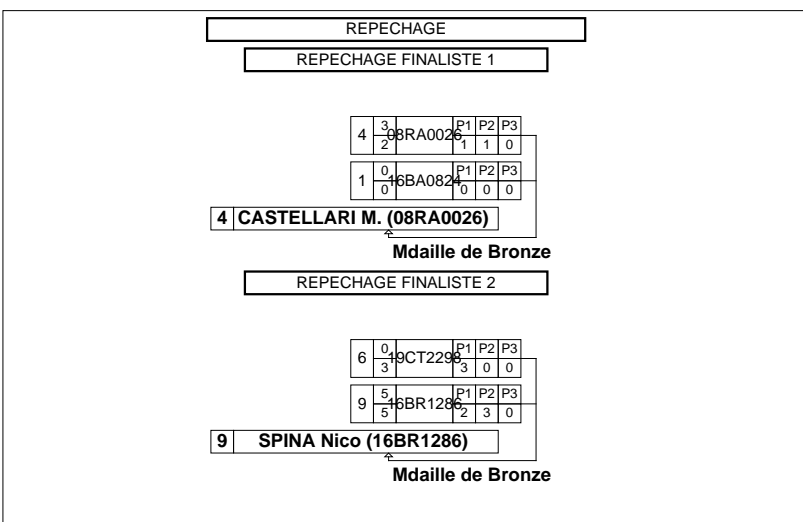 REPECHAGE
REPECHAGE FINALISTE 1
4 3 2 08RA0026 P1 P2 P3
1 1 0
1 0 0 16BA0824 P1 P2 P3
0 0 0
4 CASTELLARI M. (08RA0026)
Mdaille de Bronze
REPECHAGE FINALISTE 2
6 0 3 19CT2298 P1 P2 P3
3 0 0
9 5 5 16BR1286 P1 P2 P3
2 3 0
9 SPINA Nico (16BR1286)
Mdaille de Bronze